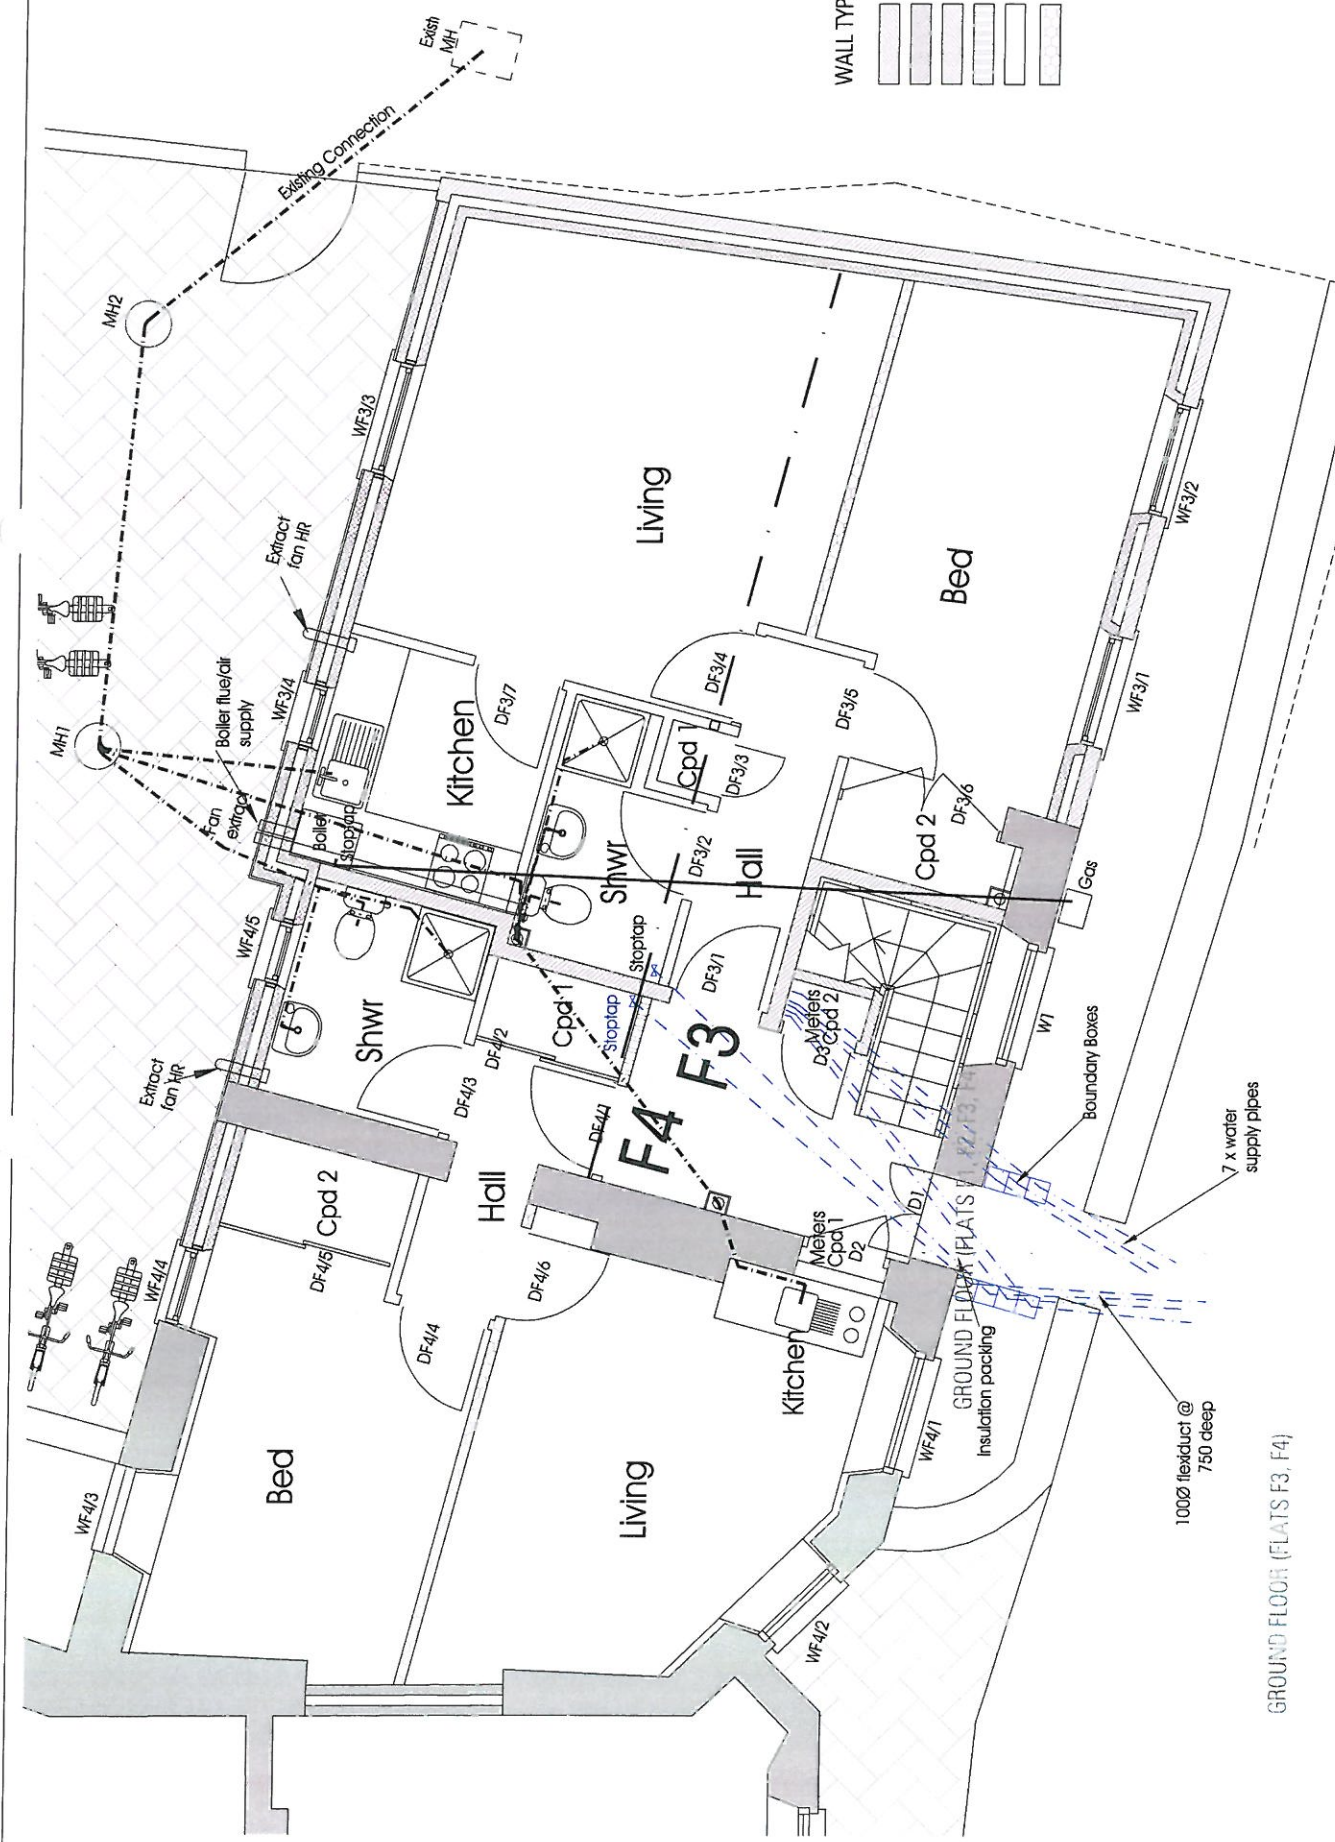 Existing Connection
Exist
MH
MH2
MH1
WALL TYP
WF3/3
Extract
fan HR
WF3/4
Boiler flue/air
supply
Fan
extract
Boiler
Stoptap
WF4/5
Extract
fan HR
WF4/4
WF4/3
Living
Kitchen
DF3/7
Bed
DF3/4
DF3/5
Cpd 1
DF3/3
Shwr
DF3/2
Hall
Cpd 2
DF3/6
WF3/2
WF3/1
Gas
Stoptap
Stoptap
DF3/1
F3
F4
Meters
Cpd 2
D3
W1
Boundary Boxes
7 x water
supply pipes
Shwr
Cpd 1
DF4/2
DF4/3
DF4/1
Cpd 2
DF4/5
Hall
DF4/6
DF4/4
Meters
Cpd 1
D2
D1
Bed
Living
Kitchen
GROUND FLOOR (FLATS F1, F2, F3, F4
Insulation packing
WF4/1
WF4/2
100Ø flexiduct @
750 deep
GROUND FLOOR (FLATS F3, F4)